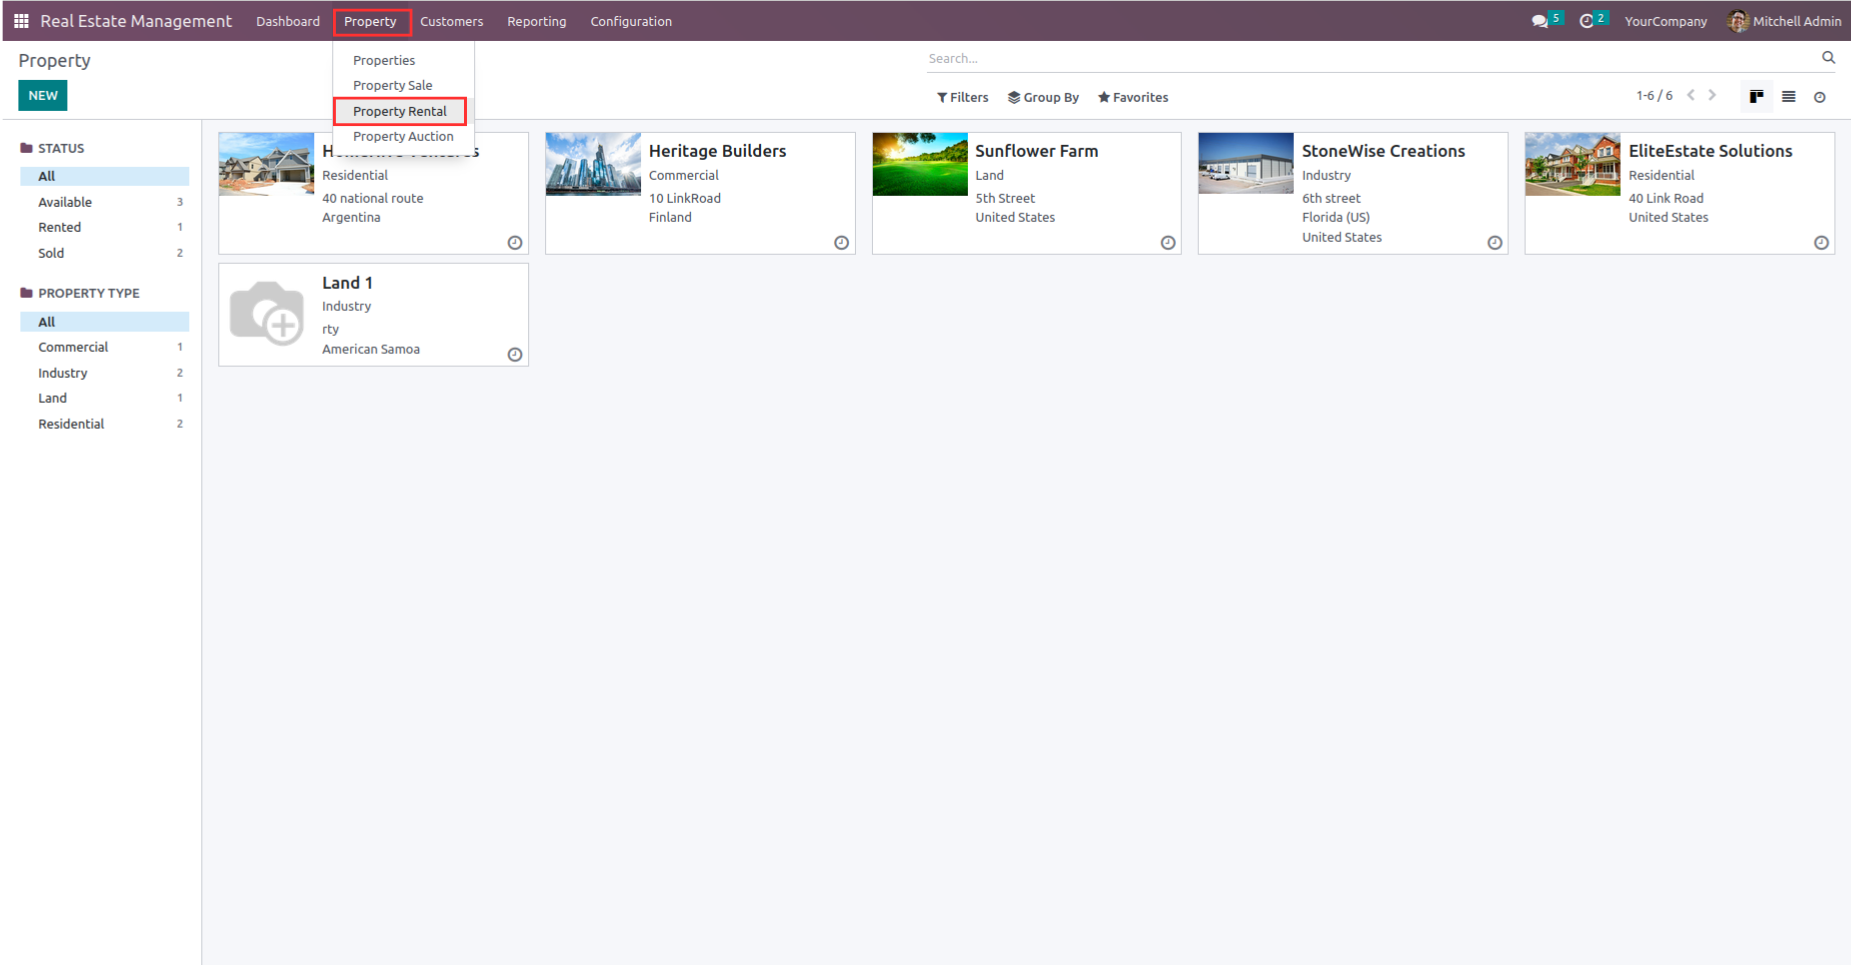 Real Estate Management Dashboard Property Customers Reporting Configuration 5 2 YourCompany Mitchell Admin
Property
NEW
Properties
Property Sale
Property Rental
Property Auction
Search...
Filters Group By Favorites
1-6 / 6
STATUS
All
Available 3
Rented 1
Sold 2
PROPERTY TYPE
All
Commercial 1
Industry 2
Land 1
Residential 2
Residential
40 national route
Argentina
Heritage Builders
Commercial
10 LinkRoad
Finland
Sunflower Farm
Land
5th Street
United States
StoneWise Creations
Industry
6th street
Florida (US)
United States
EliteEstate Solutions
Residential
40 Link Road
United States
Land 1
Industry
rty
American Samoa